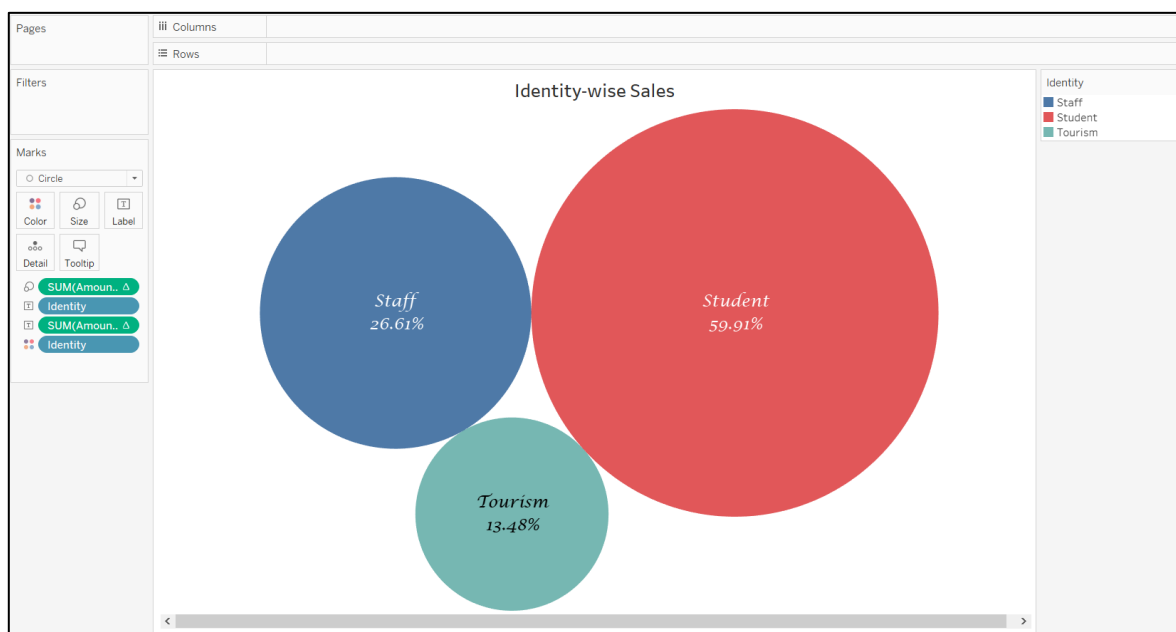 Pages
Columns
Rows
Filters
Marks
Circle
Color
Size
Label
Detail
Tooltip
SUM(Amoun.. Δ
Identity
SUM(Amoun.. Δ
Identity
Identity-wise Sales
Staff
26.61%
Student
59.91%
Tourism
13.48%
Identity
Staff
Student
Tourism